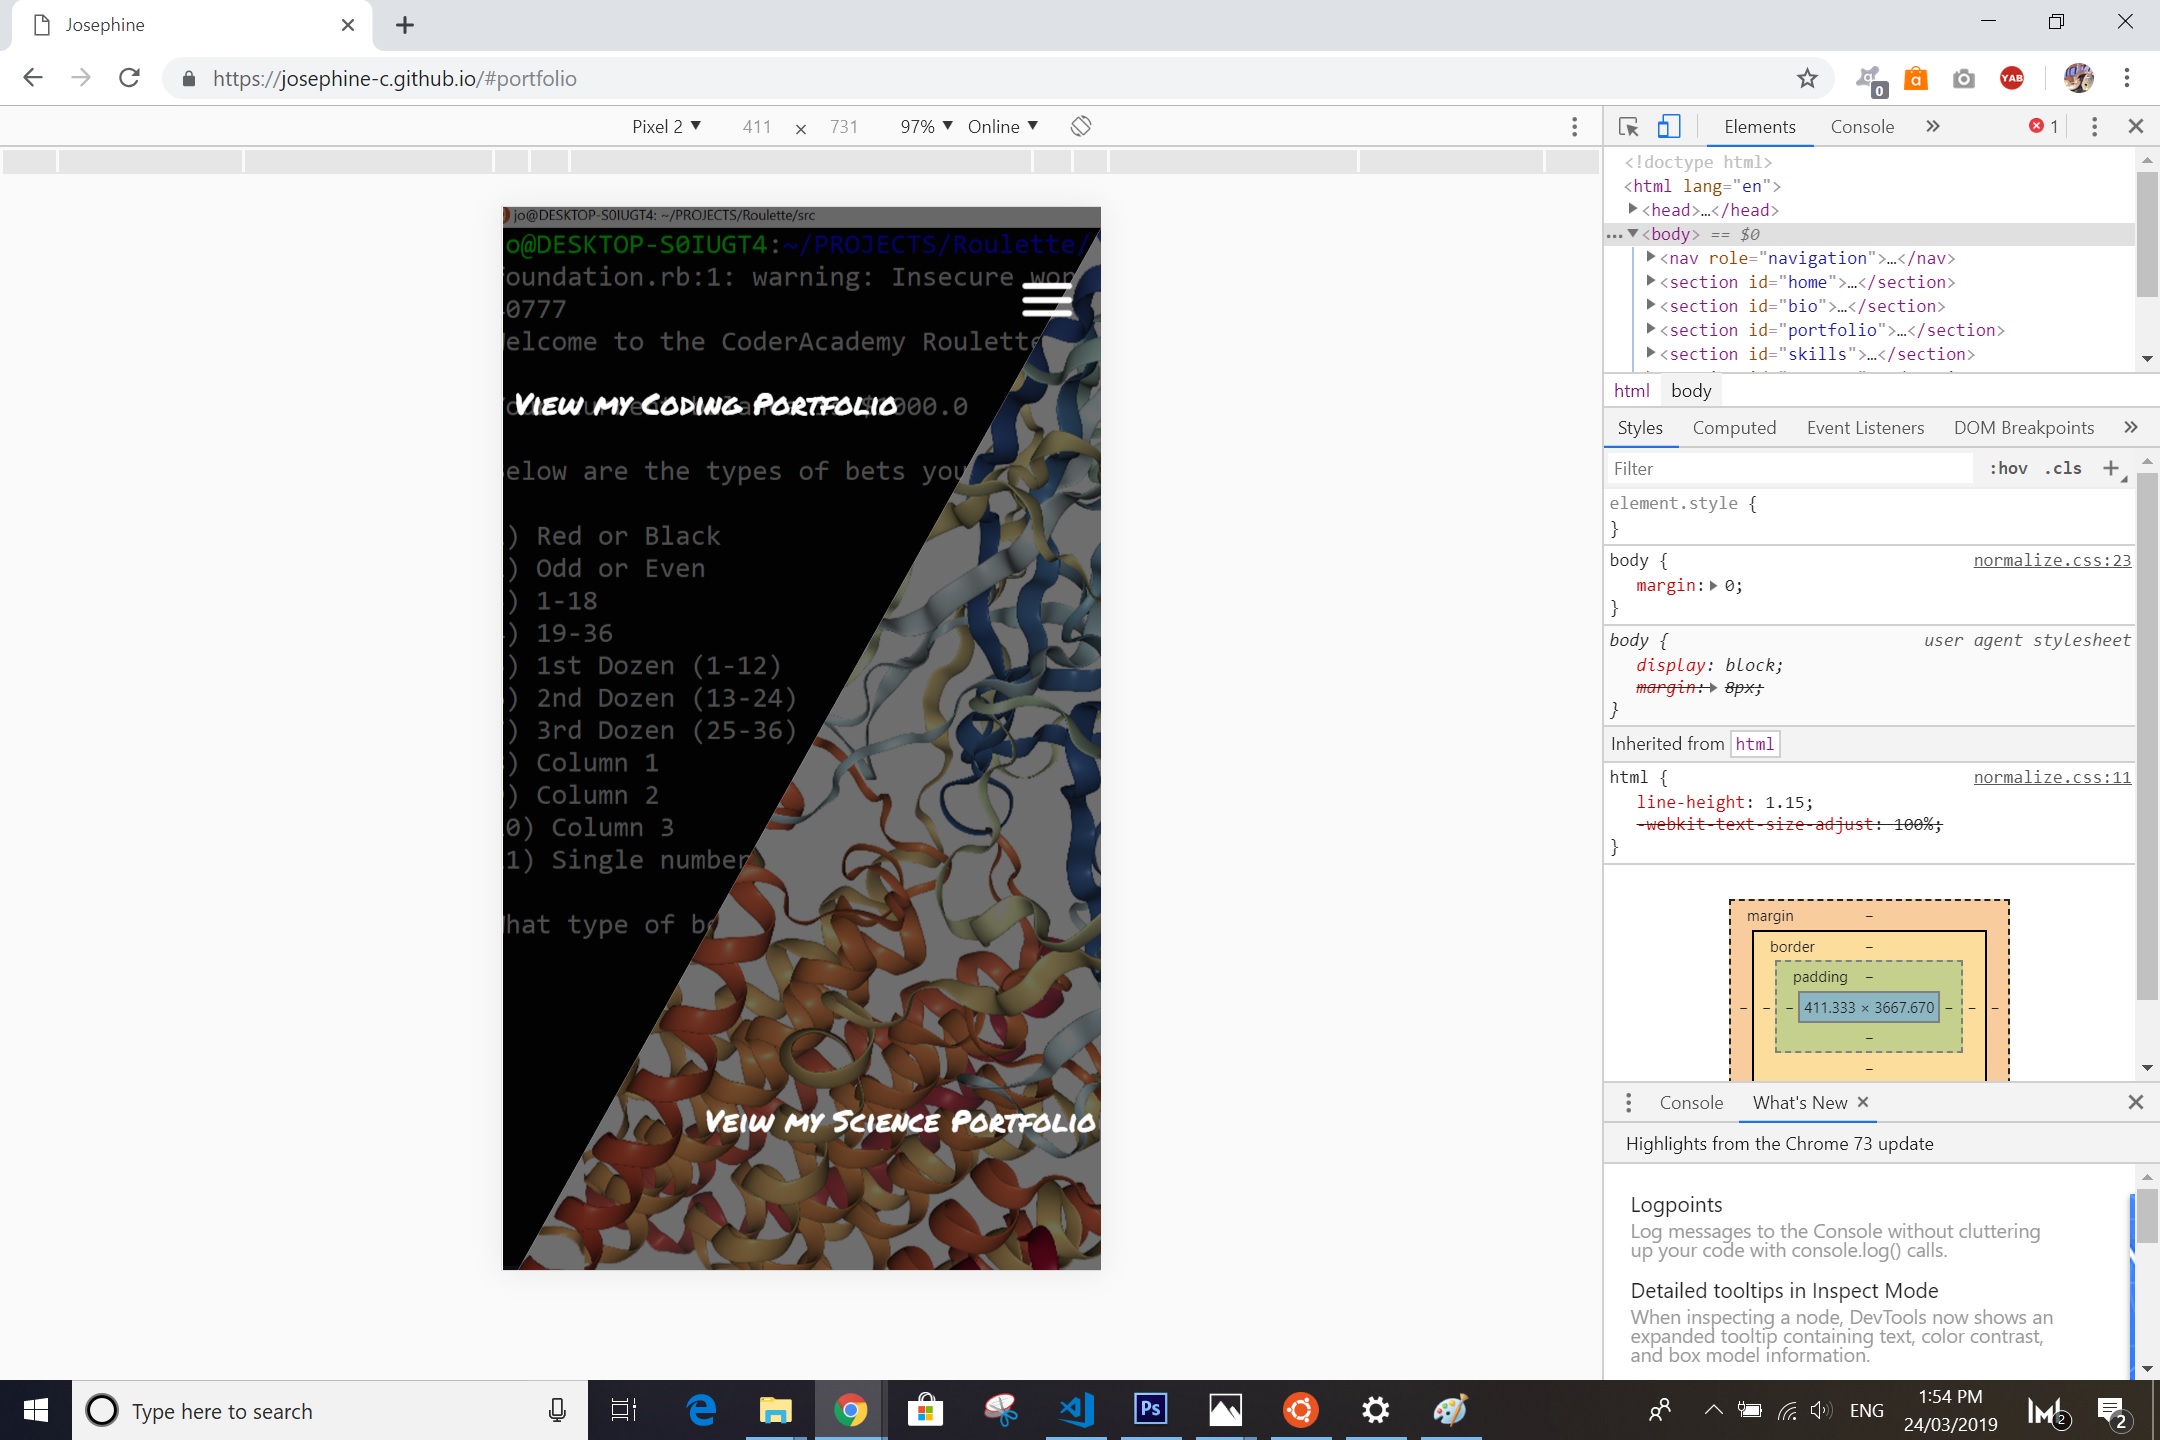 Josephine
https://josephine-c.github.io/#portfolio
0
a
YAB
Pixel 2 ▼ 411 × 731 97% ▼ Online ▼
Elements Console » 1
jo@DESKTOP-S0IUGT4: ~/PROJECTS/Roulette/src
o@DESKTOP-S0IUGT4:~/PROJECTS/Roulette/
oundation.rb:1: warning: Insecure wor
0777
elcome to the CoderAcademy Roulette
View my Coding Portfolio
000.0
elow are the types of bets you
) Red or Black
) Odd or Even
) 1-18
) 19-36
) 1st Dozen (1-12)
) 2nd Dozen (13-24)
) 3rd Dozen (25-36)
) Column 1
) Column 2
0) Column 3
1) Single number
hat type of be
Veiw my Science Portfolio
<!doctype html>
<html lang="en">
<head>…</head>
… <body> == $0
<nav role="navigation">…</nav>
<section id="home">…</section>
<section id="bio">…</section>
<section id="portfolio">…</section>
<section id="skills">…</section>
html body
Styles Computed Event Listeners DOM Breakpoints »
Filter :hov .cls +
element.style {
}
body { normalize.css:23
margin: 0;
}
body { user agent stylesheet
display: block;
margin: 8px;
}
Inherited from html
html { normalize.css:11
line-height: 1.15;
-webkit-text-size-adjust: 100%;
}
margin –
border –
padding –
– – – 411.333 × 3667.670 – – –
–
–
Console What's New ×
Highlights from the Chrome 73 update
Logpoints
Log messages to the Console without cluttering
up your code with console.log() calls.
Detailed tooltips in Inspect Mode
When inspecting a node, DevTools now shows an
expanded tooltip containing text, color contrast,
and box model information.
Type here to search
Ps
ENG
1:54 PM
24/03/2019
2
2